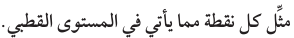 مثِّل كل نقطة مما يأتي في المستوى القطبي.